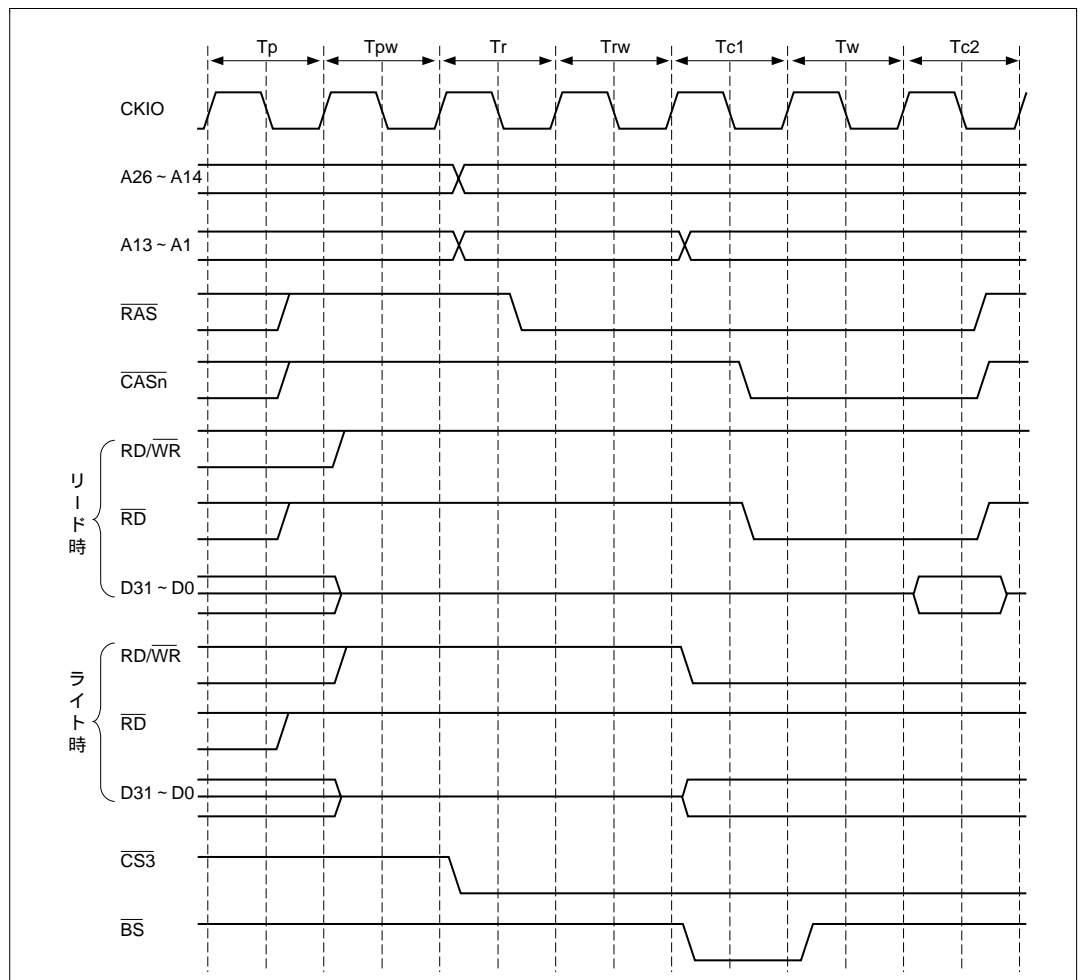 Tp Tpw Tr Trw Tc1 Tw Tc2
CKIO
A26 ~ A14
A13 ~ A1
RAS
CASn
リード時
RD/WR
RD
D31 ~ D0
ライト時
RD/WR
RD
D31 ~ D0
CS3
BS